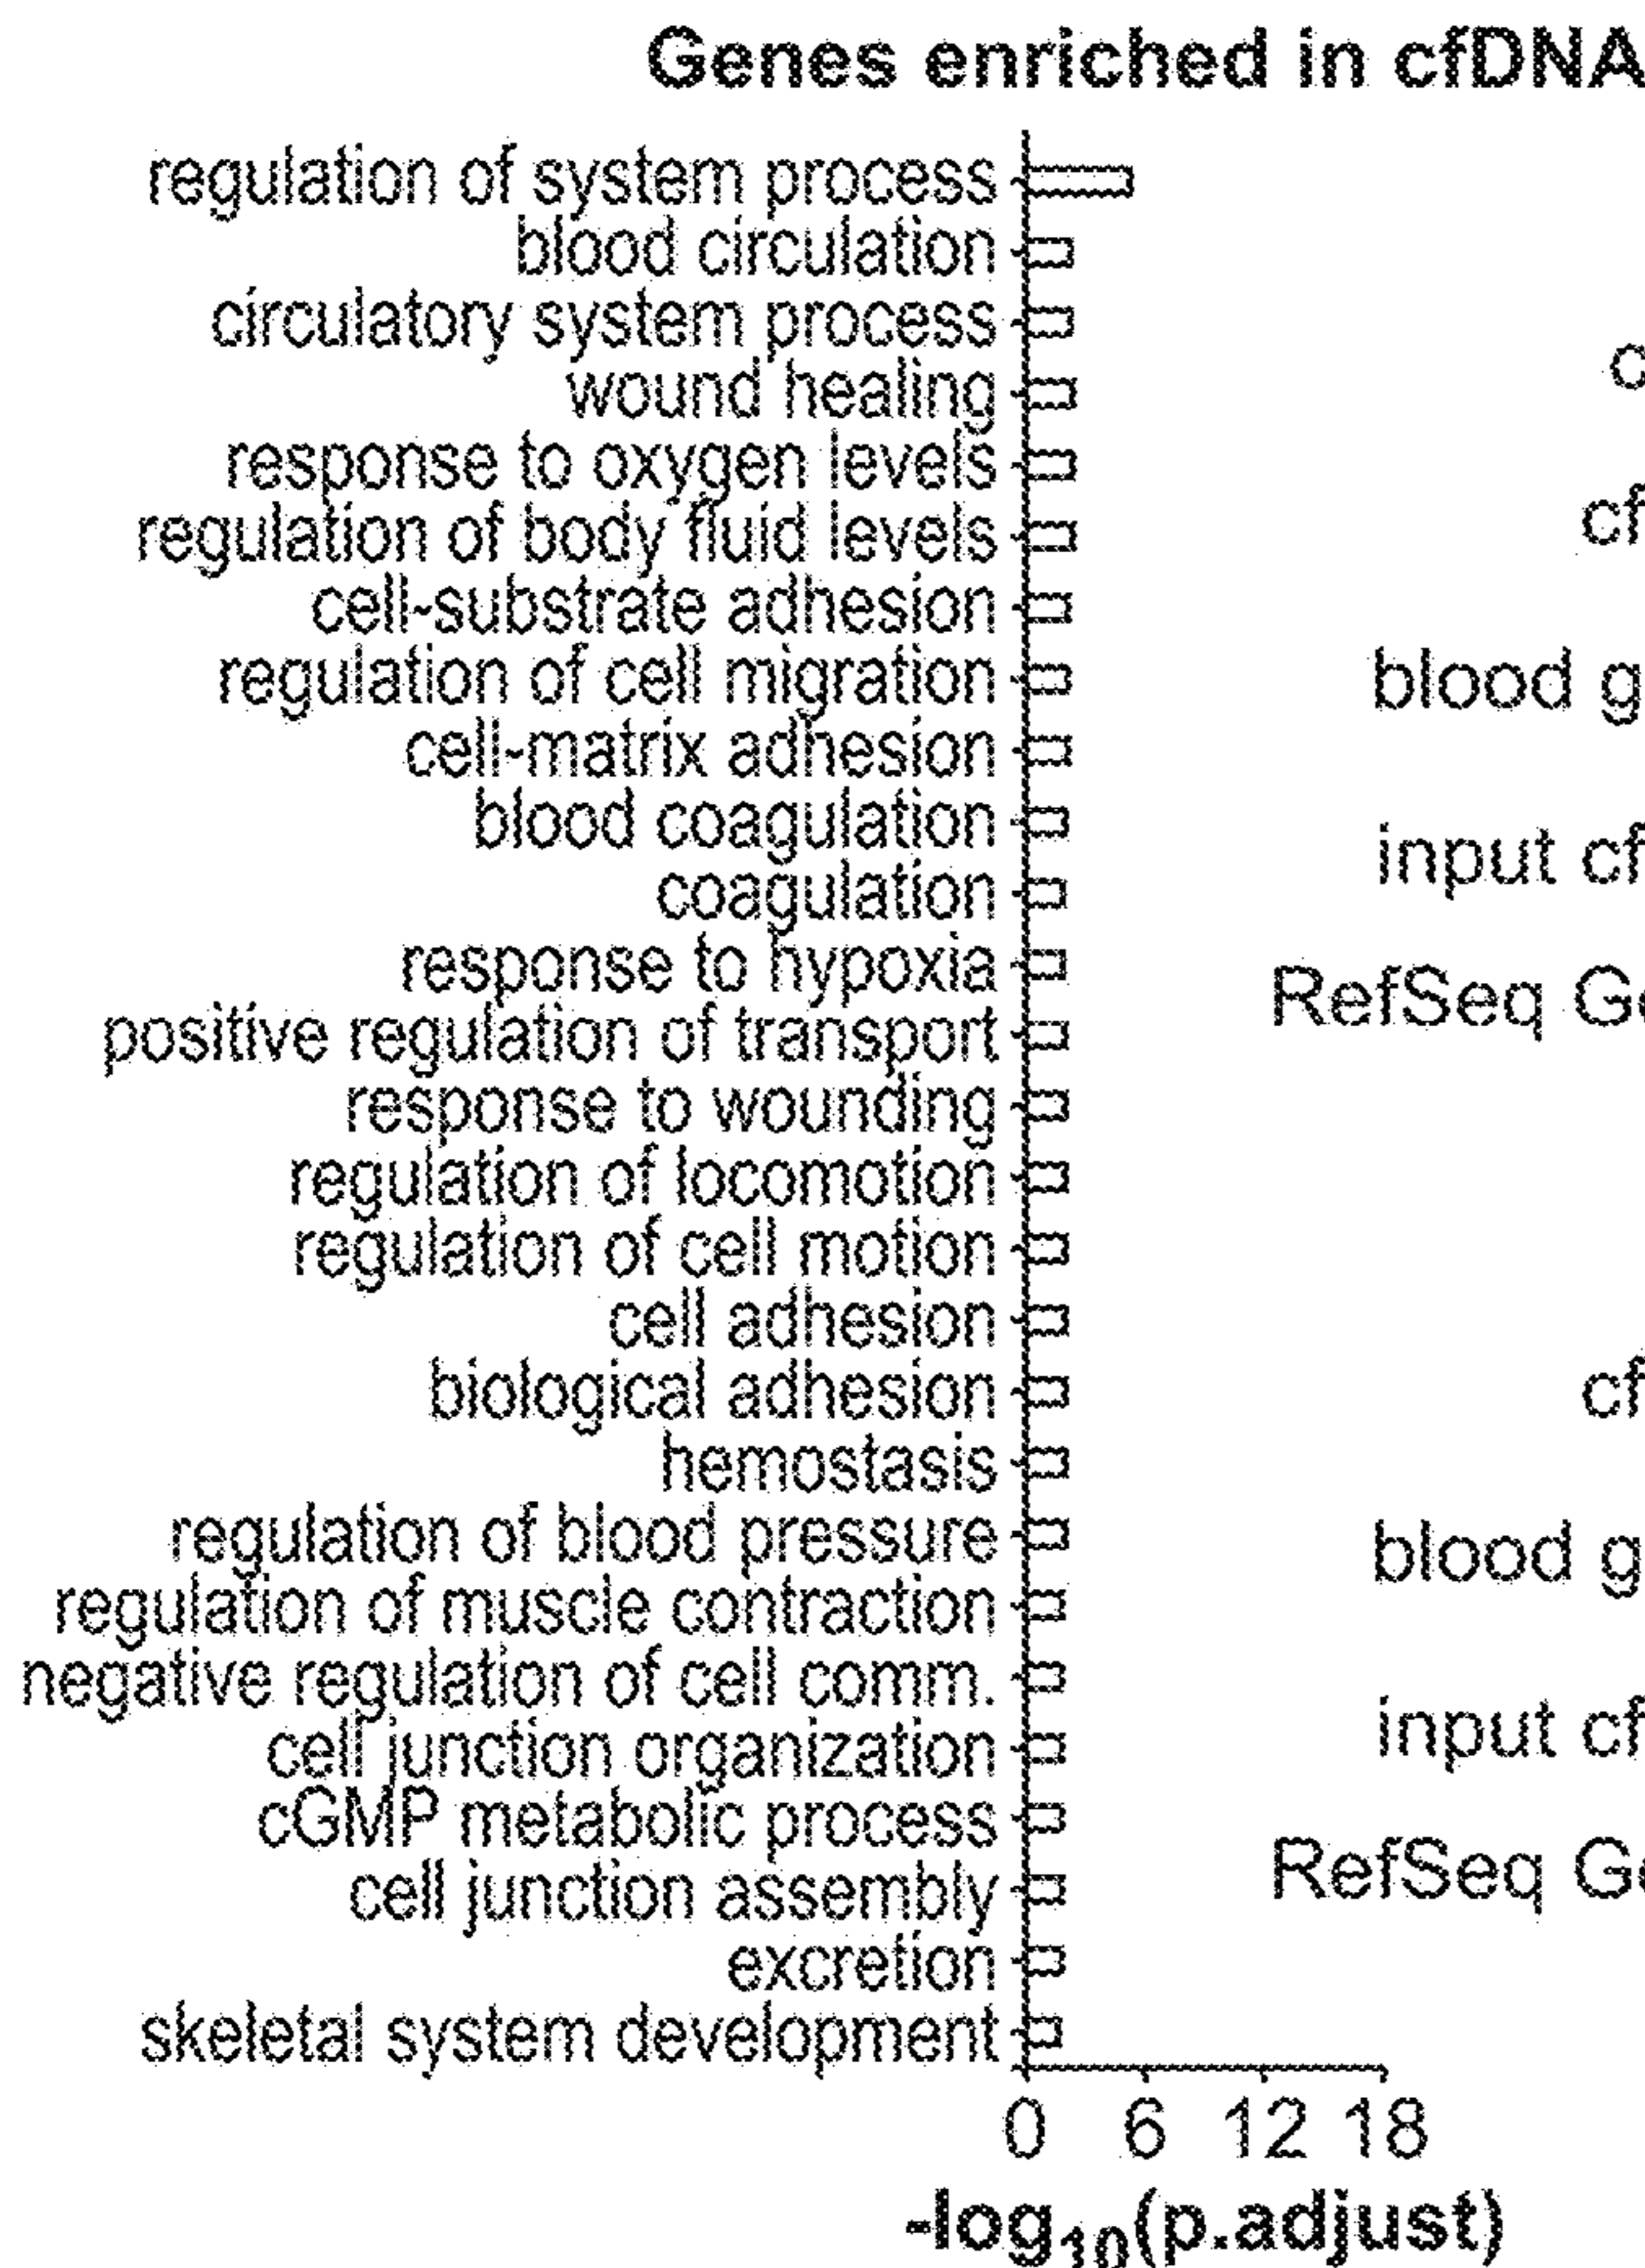 Genes enriched in cfDNA
regulation of system process
blood circulation
circulatory system process
wound healing
response to oxygen levels
regulation of body fluid levels
cell-substrate adhesion
regulation of cell migration
cell-matrix adhesion
blood coagulation
coagulation
response to hypoxia
positive regulation of transport
response to wounding
regulation of locomotion
regulation of cell motion
cell adhesion
biological adhesion
hemostasis
regulation of blood pressure
regulation of muscle contraction
negative regulation of cell comm.
cell junction organization
cGMP metabolic process
cell junction assembly
excretion
skeletal system development
0 6 12 18
-log10(p.adjust)
c
cf
blood g
input cf
RefSeq Ge
cf
blood g
input cf
RefSeq Ge